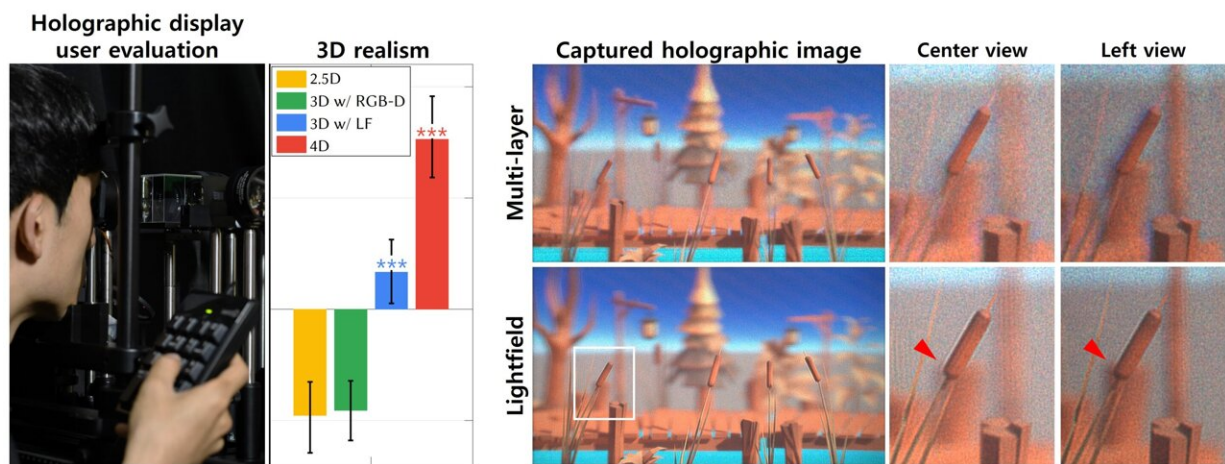 Holographic display
user evaluation
3D realism
2.5D
3D w/ RGB-D
3D w/ LF
4D
***
***
Captured holographic image
Center view
Left view
Multi-layer
Lightfield